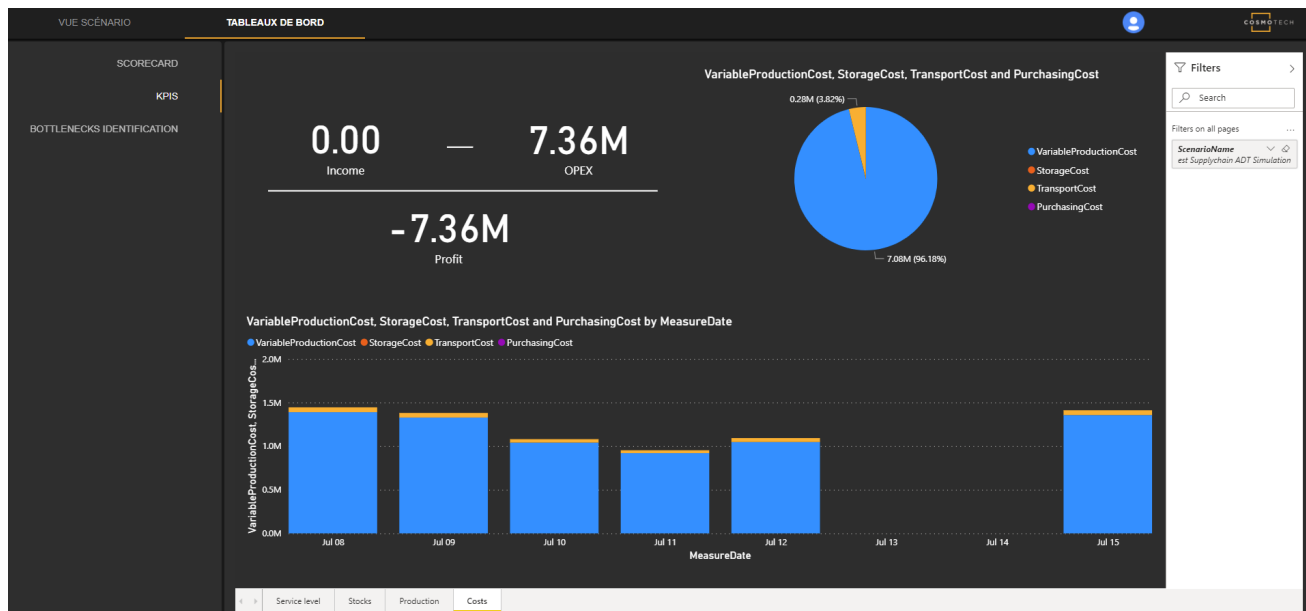 VUE SCÉNARIO
TABLEAUX DE BORD
COSMOTECH
SCORECARD
KPIS
BOTTLENECKS IDENTIFICATION
0.00
Income
—
7.36M
OPEX
-7.36M
Profit
VariableProductionCost, StorageCost, TransportCost and PurchasingCost
0.28M (3.82%)
7.08M (96.18%)
VariableProductionCost
StorageCost
TransportCost
PurchasingCost
Filters
Search
Filters on all pages
...
ScenarioName
est Supplychain ADT Simulation
VariableProductionCost, StorageCost, TransportCost and PurchasingCost by MeasureDate
VariableProductionCost StorageCost TransportCost PurchasingCost
VariableProductionCost, StorageCos...
2.0M
1.5M
1.0M
0.5M
0.0M
Jul 08 Jul 09 Jul 10 Jul 11 Jul 12 Jul 13 Jul 14 Jul 15
MeasureDate
Service level Stocks Production Costs